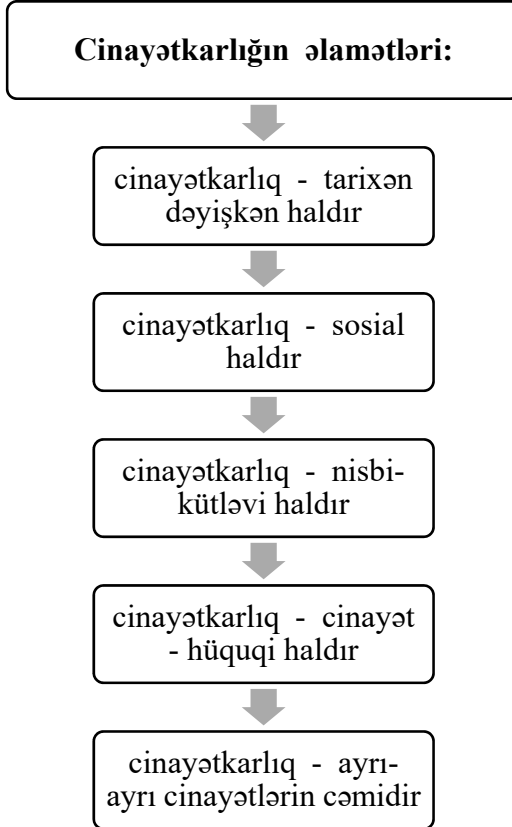 Cinayətkarlığın əlamətləri:
cinayətkarlıq - tarixən
dəyişkən haldır
cinayətkarlıq - sosial
haldır
cinayətkarlıq - nisbi-
kütləvi haldır
cinayətkarlıq - cinayət
- hüquqi haldır
cinayətkarlıq - ayrı-
ayrı cinayətlərin cəmidir